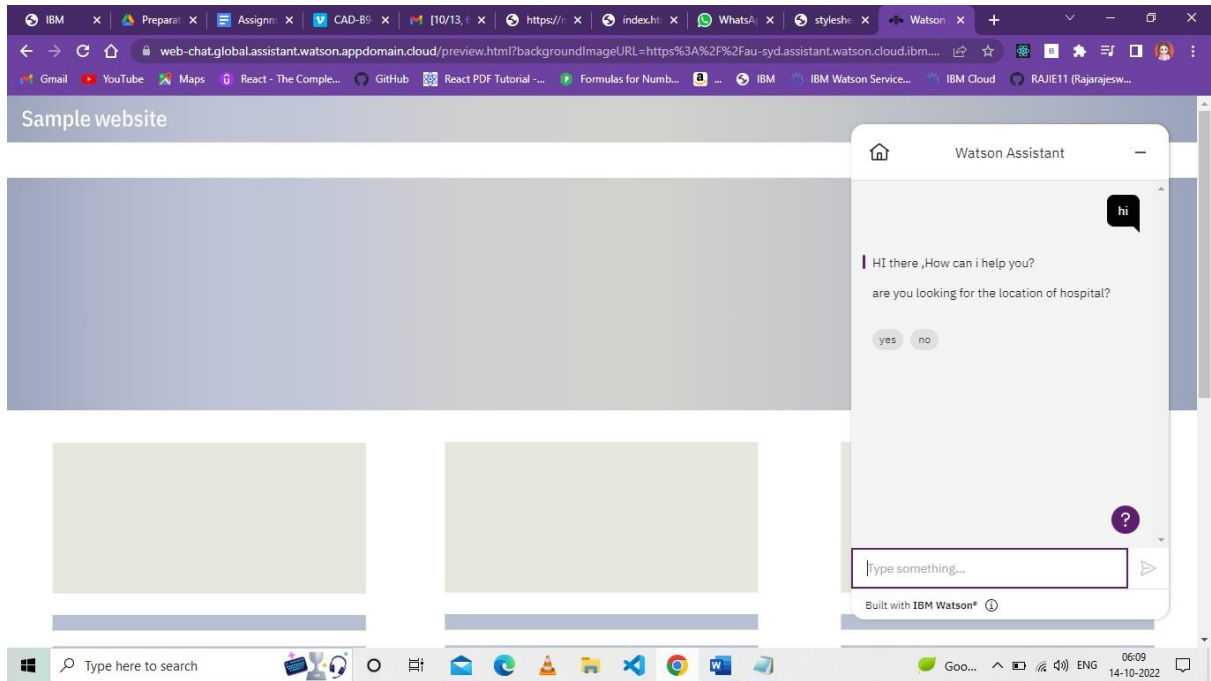 IBM
Preparat
Assignm
CAD-B9
[10/13, 6
https://n
index.ht
WhatsAp
styleshe
Watson
web-chat.global.assistant.watson.appdomain.cloud/preview.html?backgroundImageURL=https%3A%2F%2Fau-syd.assistant.watson.cloud.ibm....
Gmail
YouTube
Maps
React - The Comple...
GitHub
React PDF Tutorial -...
Formulas for Numb...
...
IBM
IBM Watson Service...
IBM Cloud
RAJIE11 (Rajarajesw...
Sample website
Watson Assistant
hi
HI there ,How can i help you?
are you looking for the location of hospital?
yes no
?
Type something...
Built with IBM Watson®
Type here to search
Goo...
ENG
06:09
14-10-2022